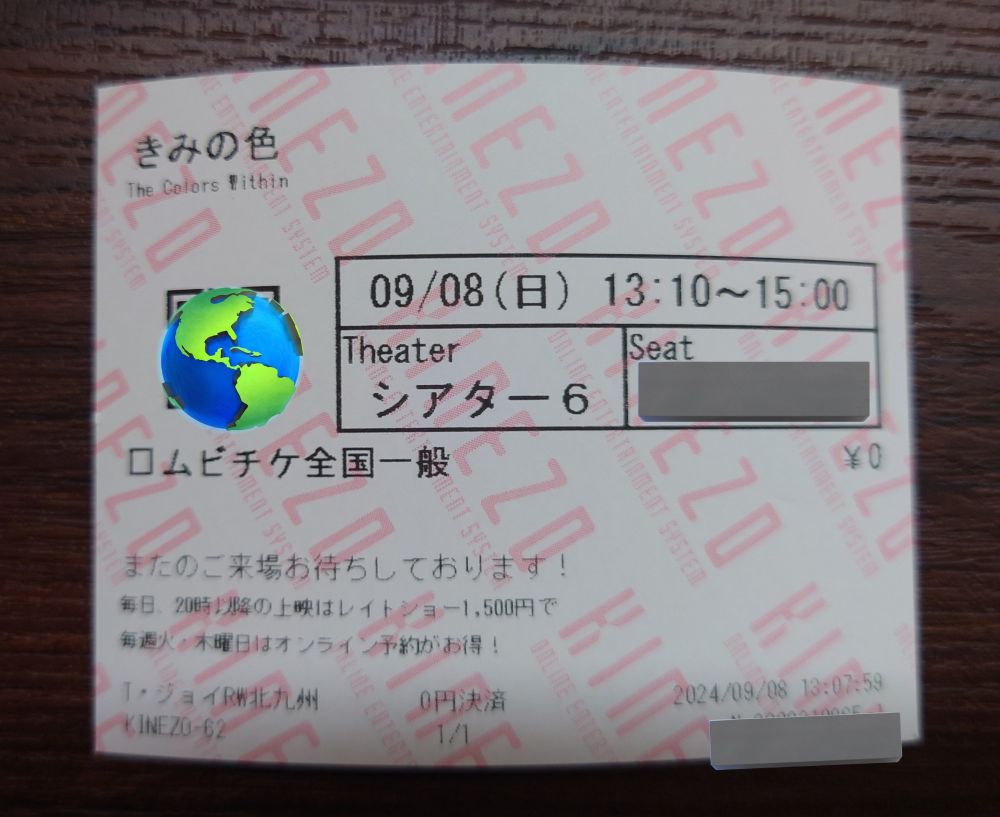 きみの色
The Colors Within
09/08(日) 13:10～15:00
Theater
シアター6
Seat
ロムビチケ全国一般
¥0
またのご来場お待ちしております！
毎日、20時以降の上映はレイトショー1,500円で
毎週火・木曜日はオンライン予約がお得！
T・ジョイRW北九州
0円決済
2024/09/08 13:07:59
KINEZO-62
1/1
KINEZO
ONLINE ENTERTAINMENT SYSTEM